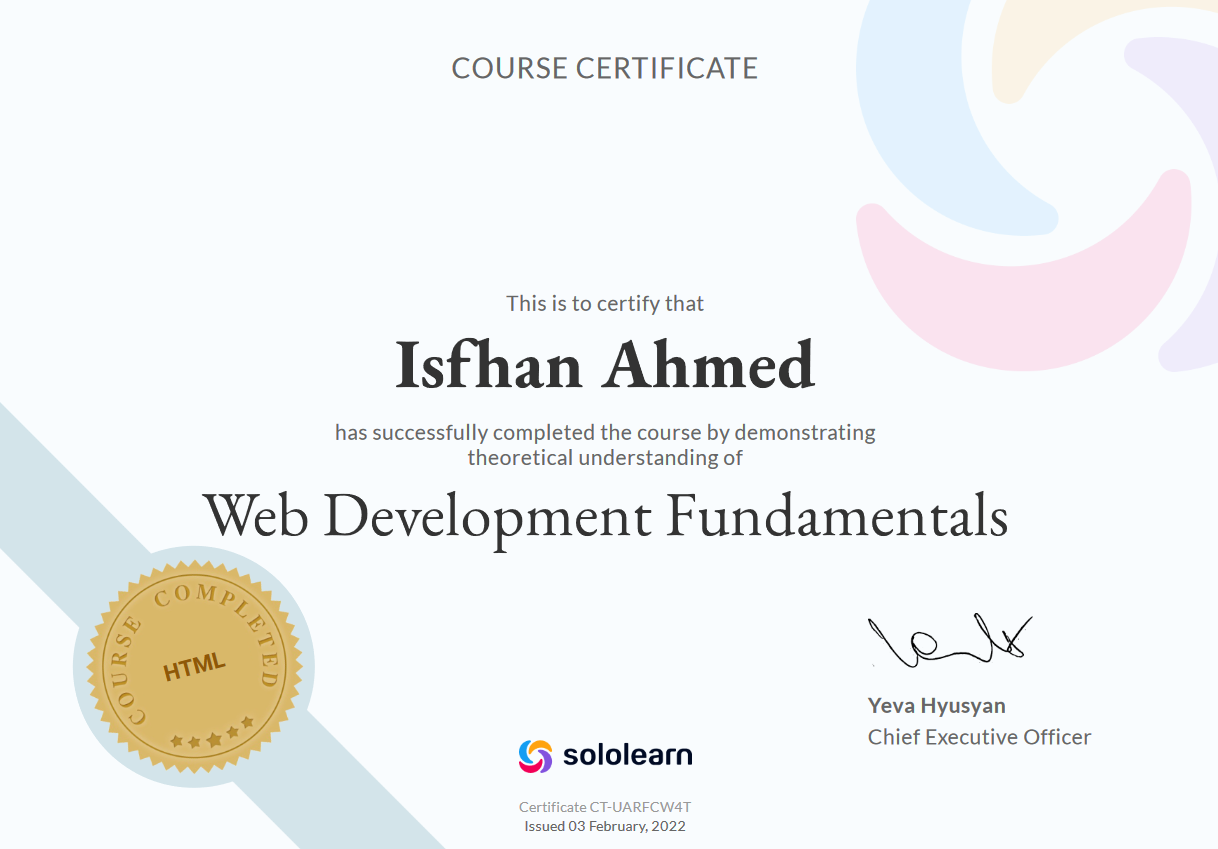 COURSE CERTIFICATE
This is to certify that
Isfhan Ahmed
has successfully completed the course by demonstrating
theoretical understanding of
Web Development Fundamentals
COURSE COMPLETED
HTML
Yeva Hyusyan
Chief Executive Officer
sololearn
Certificate CT-UARFCW4T
Issued 03 February, 2022